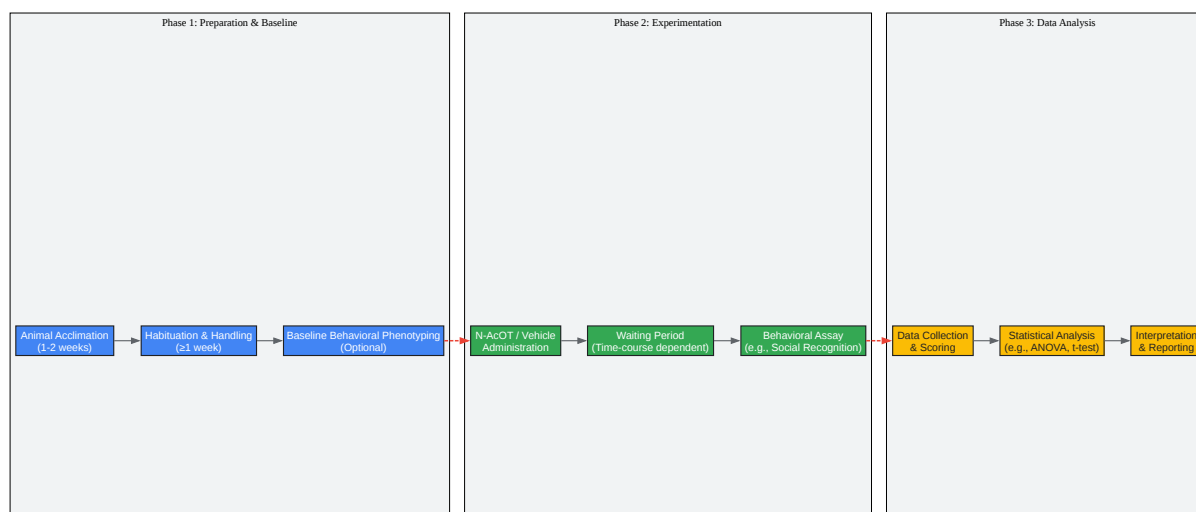 Phase 1: Preparation & Baseline
Animal Acclimation
(1-2 weeks)
Habituation & Handling
(≥1 week)
Baseline Behavioral Phenotyping
(Optional)
Phase 2: Experimentation
N-AcOT / Vehicle
Administration
Waiting Period
(Time-course dependent)
Behavioral Assay
(e.g., Social Recognition)
Phase 3: Data Analysis
Data Collection
& Scoring
Statistical Analysis
(e.g., ANOVA, t-test)
Interpretation
& Reporting